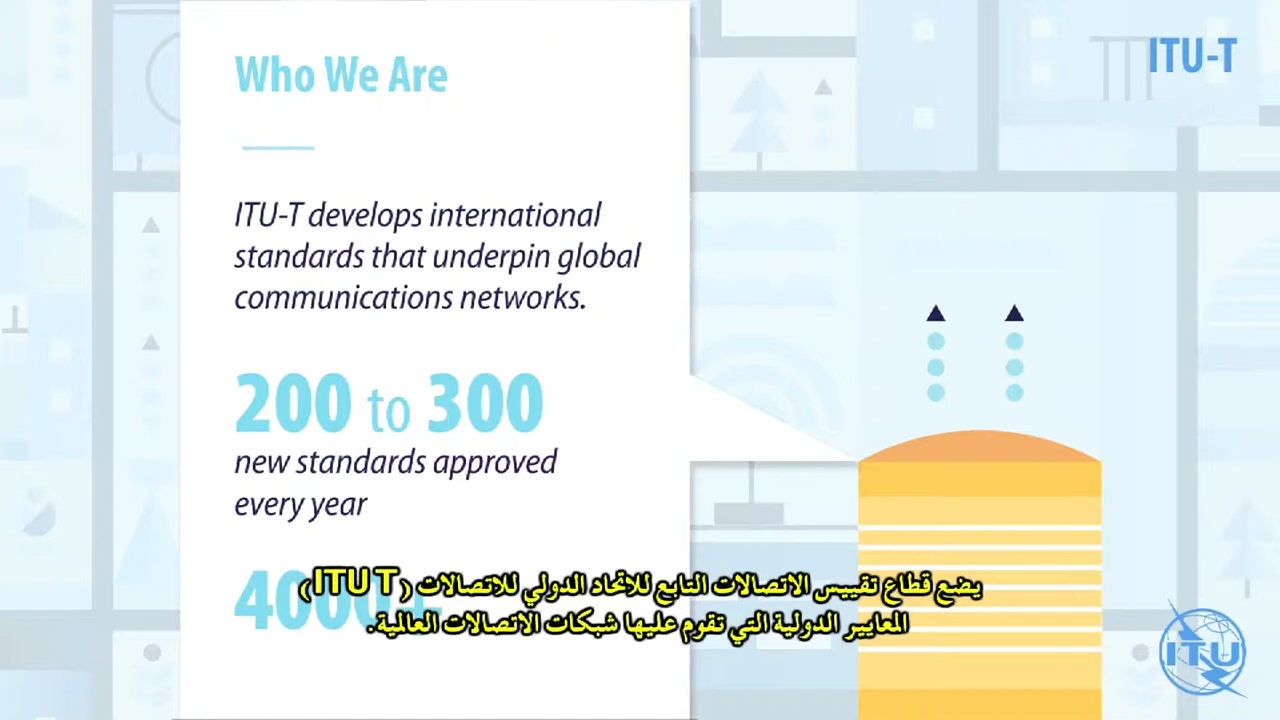 Who We Are
ITU-T
ITU-T develops international
standards that underpin global
communications networks.
200 to 300
new standards approved
every year
4000+
يضع قطاع تقييس الاتصالات التابع للاتحاد الدولي للاتصالات (ITU T)
المعايير الدولية التي تقوم عليها شبكات الاتصالات العالمية.
ITU